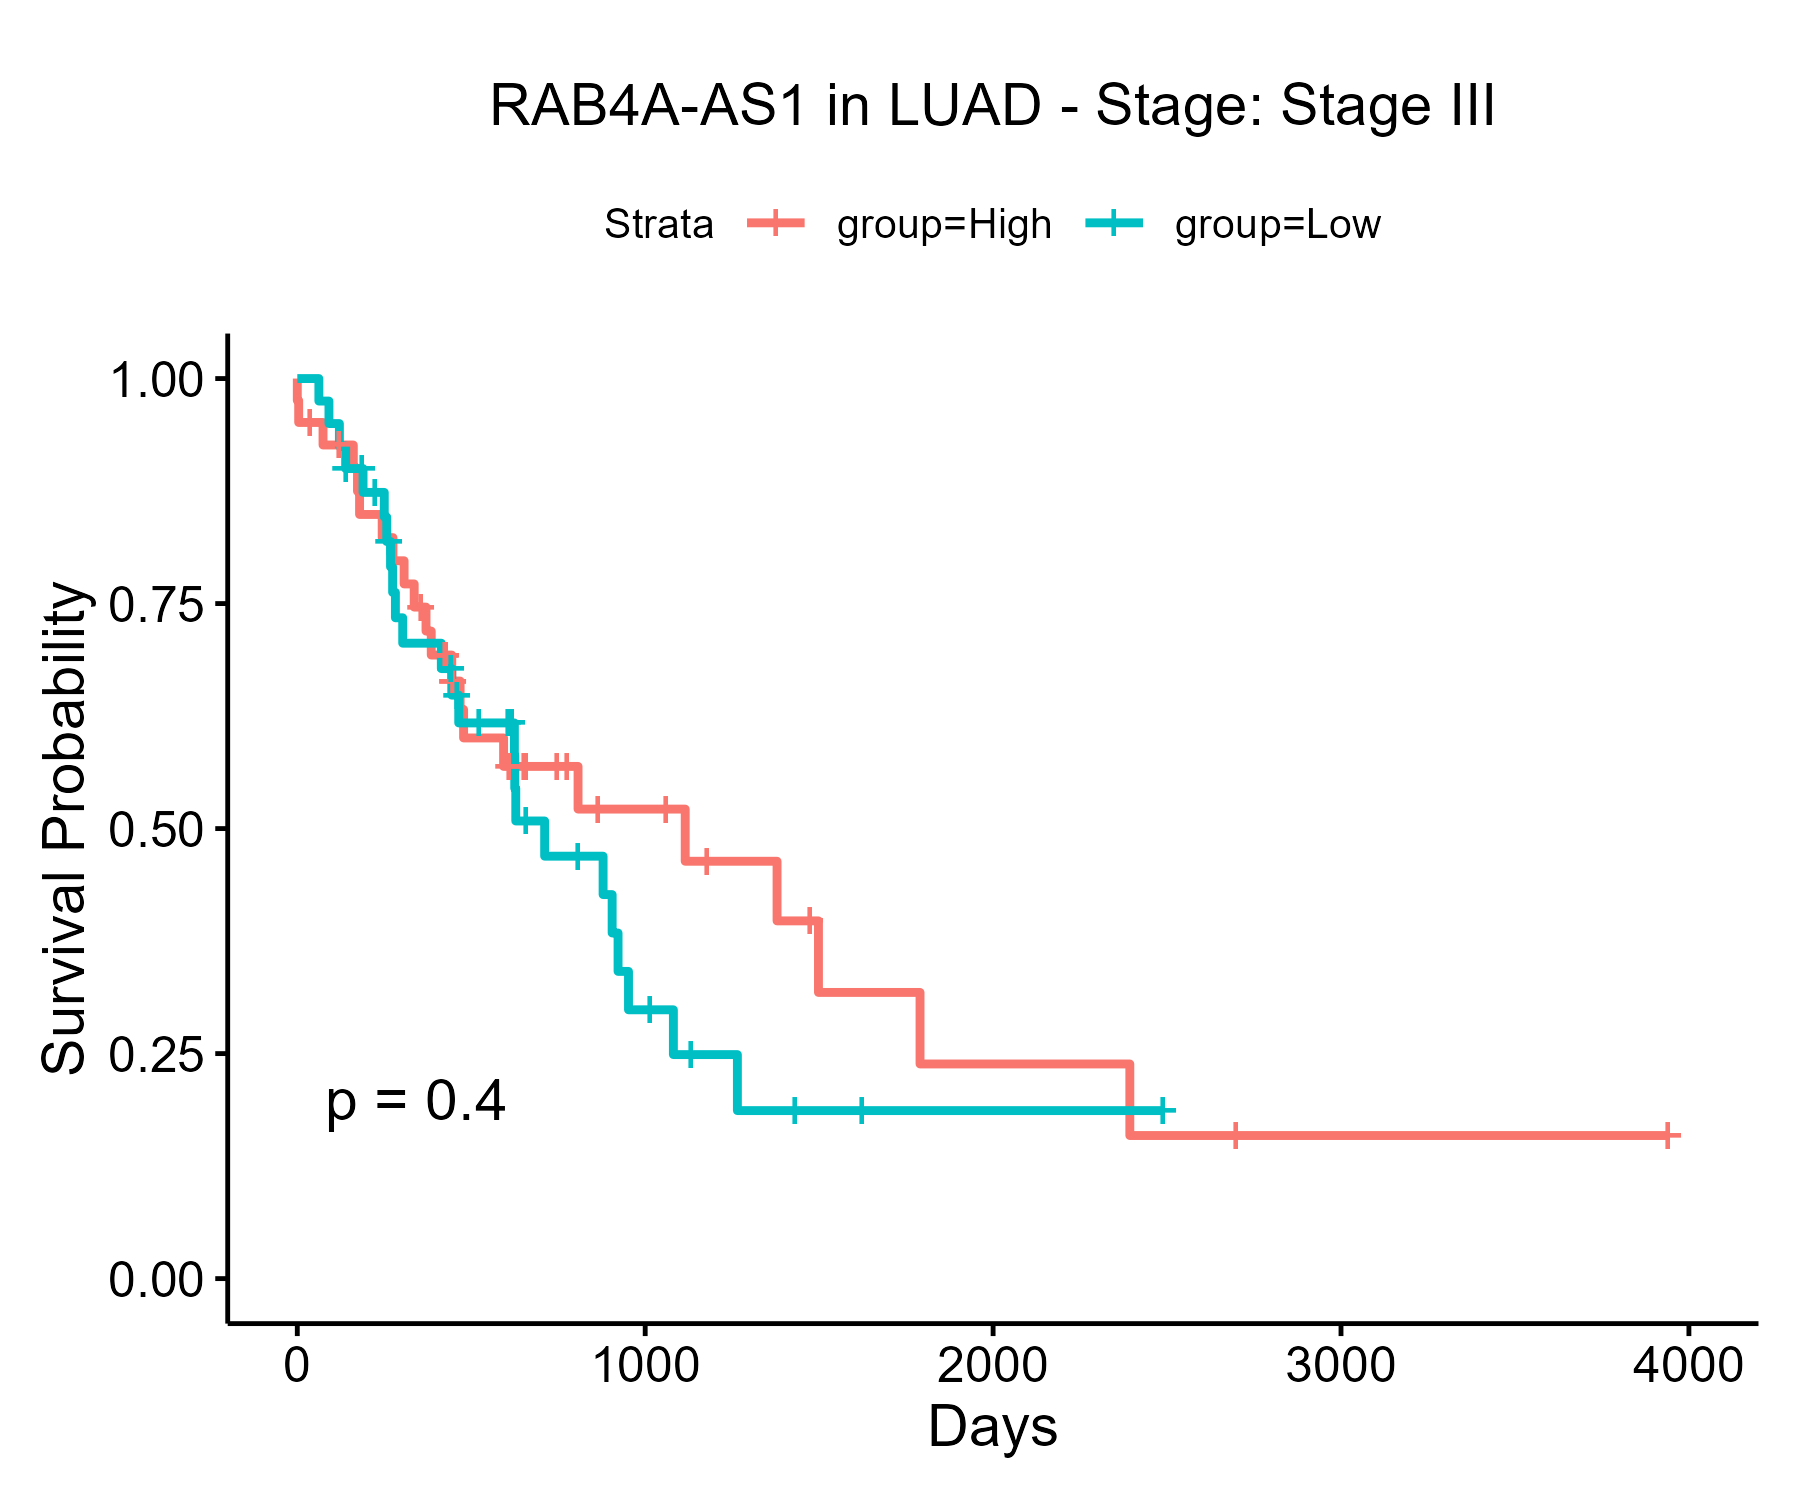 RAB4A-AS1 in LUAD - Stage: Stage III
Strata group=High group=Low
1.00
0.75
0.50
0.25
0.00
Survival Probability
p = 0.4
0 1000 2000 3000 4000
Days